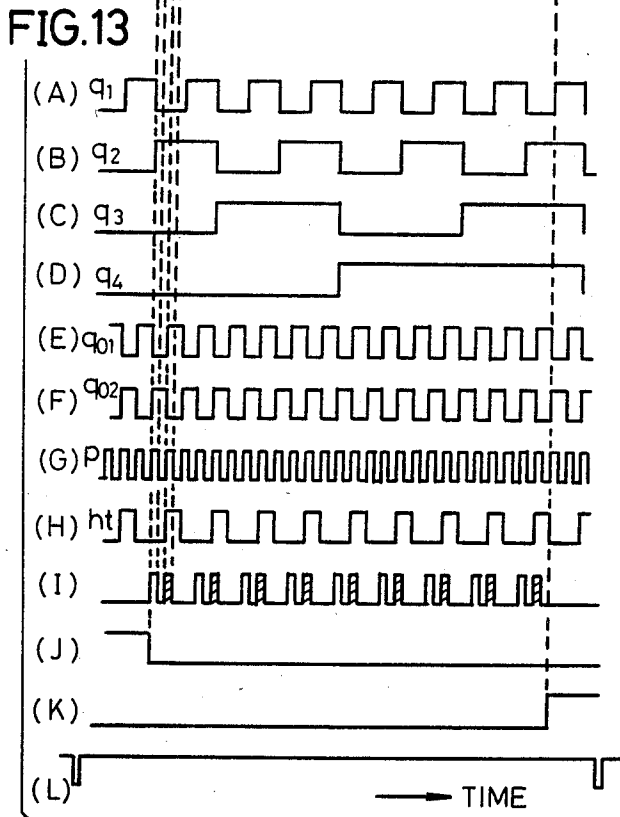 FIG.13
(A) q1
(B) q2
(C) q3
(D) q4
(E) q01
(F) q02
(G) P
(H) ht
(I)
(J)
(K)
(L)
TIME